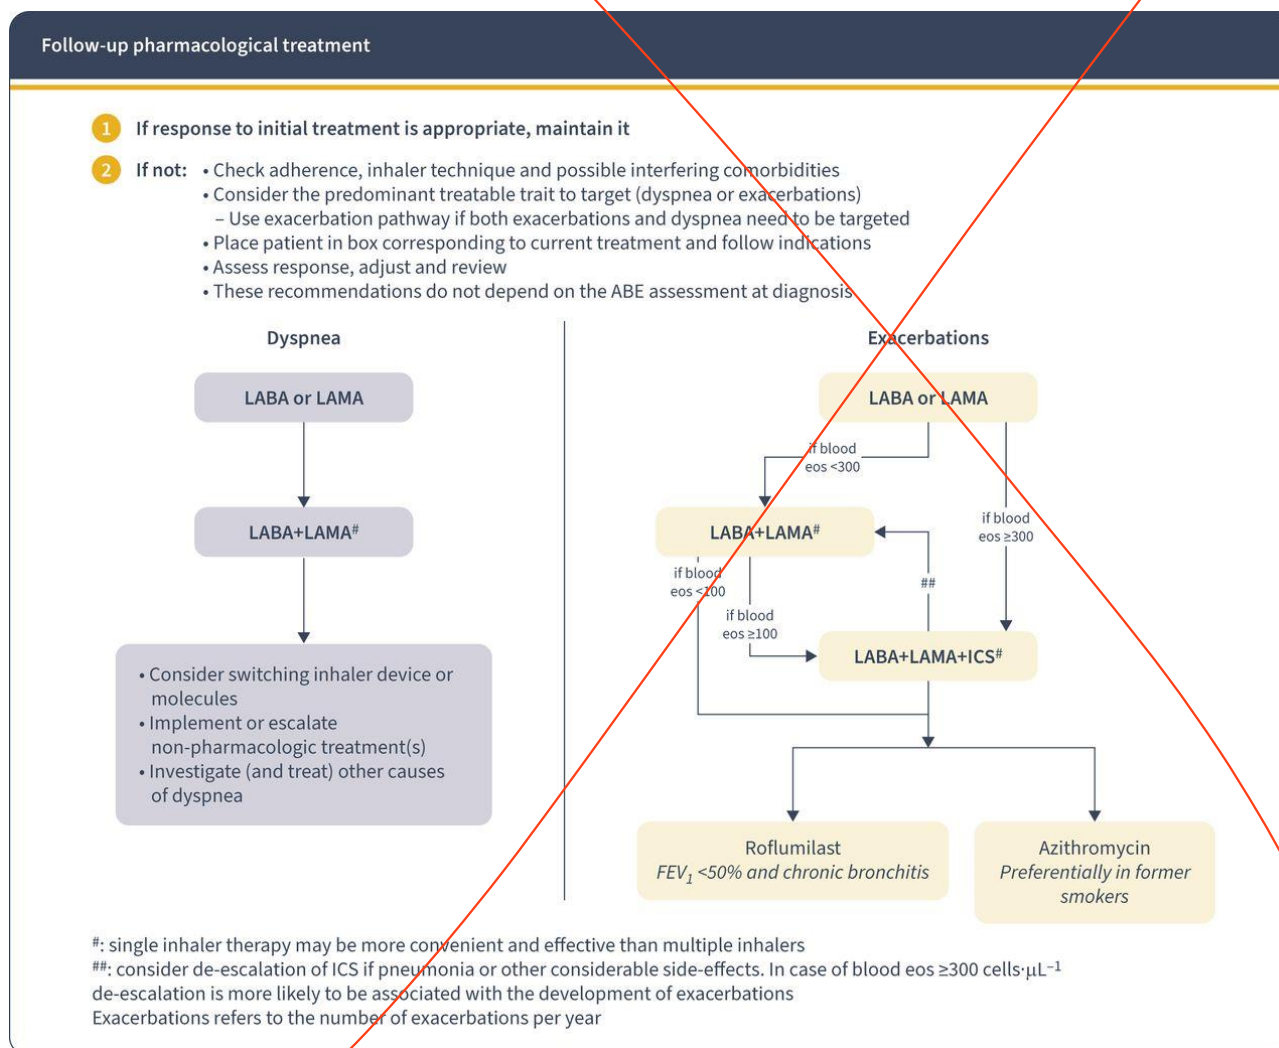 Follow-up pharmacological treatment
1 If response to initial treatment is appropriate, maintain it
2 If not: • Check adherence, inhaler technique and possible interfering comorbidities
• Consider the predominant treatable trait to target (dyspnea or exacerbations)
– Use exacerbation pathway if both exacerbations and dyspnea need to be targeted
• Place patient in box corresponding to current treatment and follow indications
• Assess response, adjust and review
• These recommendations do not depend on the ABE assessment at diagnosis
Dyspnea
LABA or LAMA
LABA+LAMA#
• Consider switching inhaler device or
molecules
• Implement or escalate
non-pharmacologic treatment(s)
• Investigate (and treat) other causes
of dyspnea
Exacerbations
LABA or LAMA
if blood
eos <300
if blood
eos ≥300
LABA+LAMA#
if blood
eos <100
if blood
eos ≥100
##
LABA+LAMA+ICS#
Roflumilast
FEV1 <50% and chronic bronchitis
Azithromycin
Preferentially in former
smokers
#: single inhaler therapy may be more convenient and effective than multiple inhalers
##: consider de-escalation of ICS if pneumonia or other considerable side-effects. In case of blood eos ≥300 cells·μL−1
de-escalation is more likely to be associated with the development of exacerbations
Exacerbations refers to the number of exacerbations per year